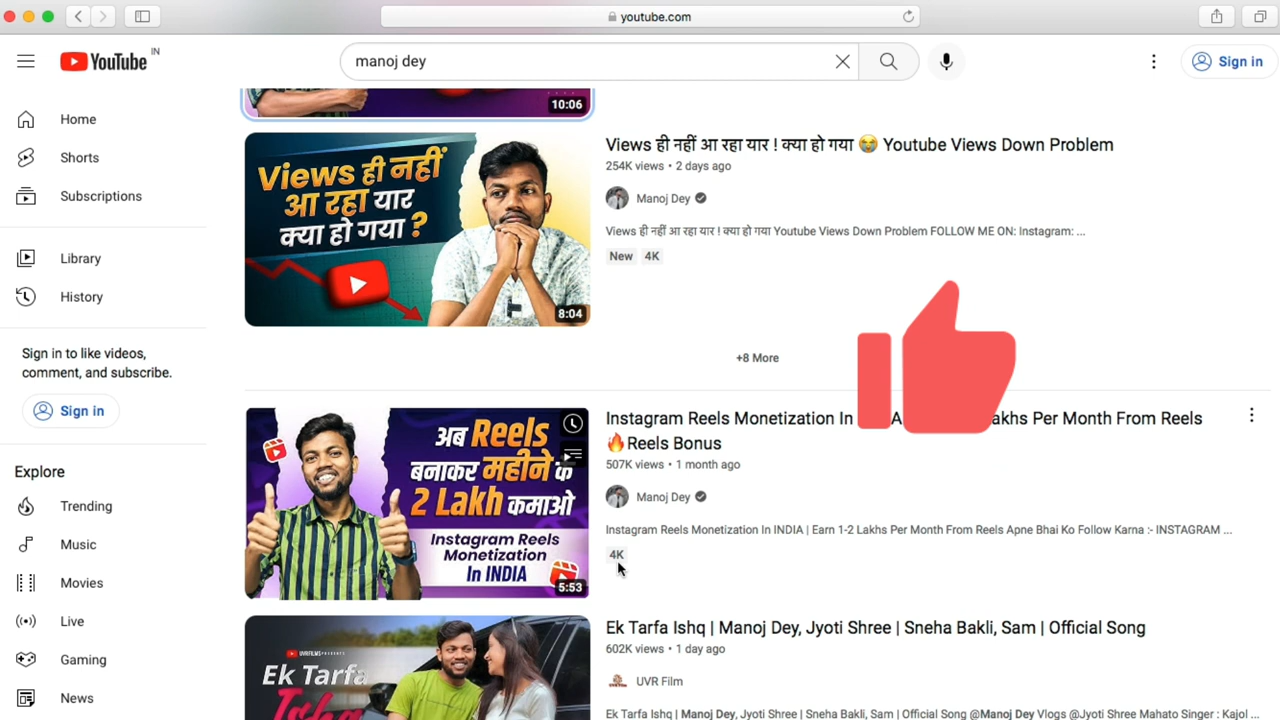 youtube.com
YouTube IN
manoj dey
Sign in
Home
Shorts
Subscriptions
Library
History
Sign in to like videos,
comment, and subscribe.
Sign in
Explore
Trending
Music
Movies
Live
Gaming
News
10:06
Views ही नहीं
आ रहा यार
क्या हो गया ?
8:04
Views ही नहीं आ रहा यार ! क्या हो गया 😭 Youtube Views Down Problem
254K views • 2 days ago
Manoj Dey
Views ही नहीं आ रहा यार ! क्या हो गया Youtube Views Down Problem FOLLOW ME ON: Instagram: ...
New 4K
+8 More
अब Reels
बनाकर महीने के
2 Lakh कमाओ
Instagram Reels
Monetization
In INDIA
5:53
Instagram Reels Monetization In akhs Per Month From Reels
🔥Reels Bonus
507K views • 1 month ago
Manoj Dey
Instagram Reels Monetization In INDIA | Earn 1-2 Lakhs Per Month From Reels Apne Bhai Ko Follow Karna :- INSTAGRAM ...
4K
UVR FILMS PRESENTS
Ek Tarfa
Ishq
Ek Tarfa Ishq | Manoj Dey, Jyoti Shree | Sneha Bakli, Sam | Official Song
602K views • 1 day ago
UVR Film
Ek Tarfa Ishq | Manoj Dey, Jyoti Shree | Sneha Bakli, Sam | Official Song @Manoj Dey Vlogs @Jyoti Shree Mahato Singer : Kajol ...